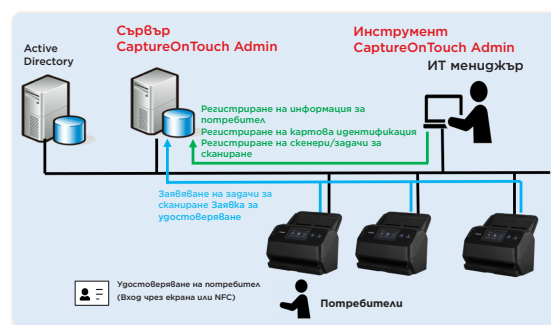 Active
Directory
Сървър
CaptureOnTouch Admin
Инструмент
CaptureOnTouch Admin
ИТ мениджър
Регистриране на информация за
потребител
Регистриране на картова идентификация
Регистриране на скенери/задачи за
сканиране
Заявяване на задачи за
сканиране Заявка за
удостоверяване
Удостоверяване на потребител
(Вход чрез екрана или NFC)
Потребители